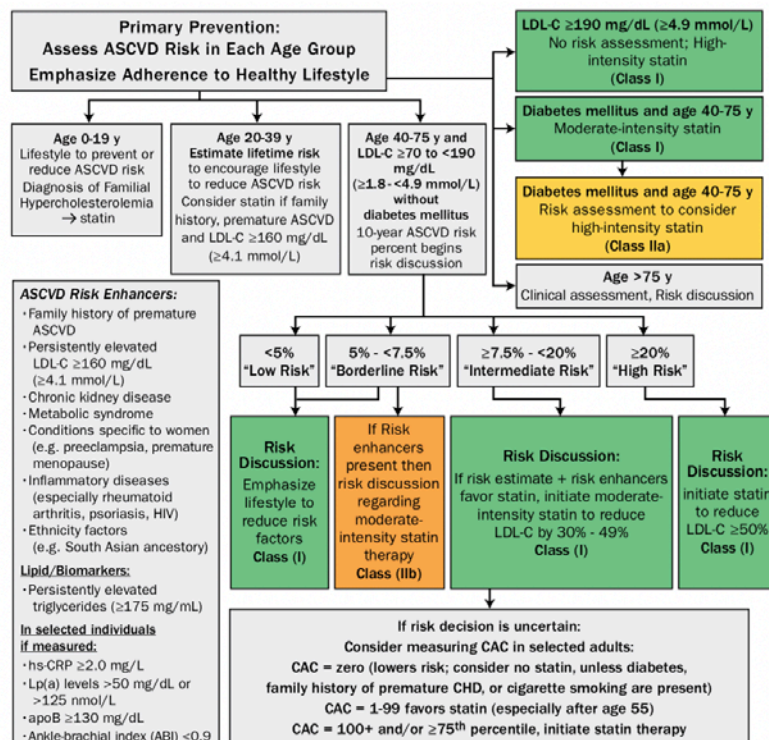 Primary Prevention:
Assess ASCVD Risk in Each Age Group
Emphasize Adherence to Healthy Lifestyle
LDL-C ≥190 mg/dL (≥4.9 mmol/L)
No risk assessment; High-
intensity statin
(Class I)
Diabetes mellitus and age 40-75 y
Moderate-intensity statin
(Class I)
Diabetes mellitus and age 40-75 y
Risk assessment to consider
high-intensity statin
(Class IIa)
Age >75 y
Clinical assessment, Risk discussion
Age 0-19 y
Lifestyle to prevent or
reduce ASCVD risk
Diagnosis of Familial
Hypercholesterolemia
→ statin
Age 20-39 y
Estimate lifetime risk
to encourage lifestyle
to reduce ASCVD risk
Consider statin if family
history, premature ASCVD
and LDL-C ≥160 mg/dL
(≥4.1 mmol/L)
Age 40-75 y and
LDL-C ≥70 to <190
mg/dL
(≥1.8-<4.9 mmol/L)
without
diabetes mellitus
10-year ASCVD risk
percent begins
risk discussion
<5%
"Low Risk"
5% - <7.5%
"Borderline Risk"
≥7.5% - <20%
"Intermediate Risk"
≥20%
"High Risk"
Risk
Discussion:
Emphasize
lifestyle to
reduce risk
factors
Class (I)
If Risk
enhancers
present then
risk discussion
regarding
moderate-
intensity statin
therapy
Class (IIb)
Risk Discussion:
If risk estimate + risk enhancers
favor statin, initiate moderate-
intensity statin to reduce
LDL-C by 30% - 49%
Class (I)
Risk
Discussion:
initiate statin
to reduce
LDL-C ≥50%
Class (I)
If risk decision is uncertain:
Consider measuring CAC in selected adults:
CAC = zero (lowers risk; consider no statin, unless diabetes,
family history of premature CHD, or cigarette smoking are present)
CAC = 1-99 favors statin (especially after age 55)
CAC = 100+ and/or ≥75th percentile, initiate statin therapy
ASCVD Risk Enhancers:
·Family history of premature
ASCVD
·Persistently elevated
LDL-C ≥160 mg/dL
(≥4.1 mmol/L)
·Chronic kidney disease
·Metabolic syndrome
·Conditions specific to women
(e.g. preeclampsia, premature
menopause)
·Inflammatory diseases
(especially rheumatoid
arthritis, psoriasis, HIV)
·Ethnicity factors
(e.g. South Asian ancestory)
Lipid/Biomarkers:
·Persistently elevated
triglycerides (≥175 mg/mL)
In selected individuals
if measured:
·hs-CRP ≥2.0 mg/L
·Lp(a) levels >50 mg/dL or
>125 nmol/L
·apoB ≥130 mg/dL
·Ankle-brachial index (ABI) <0.9